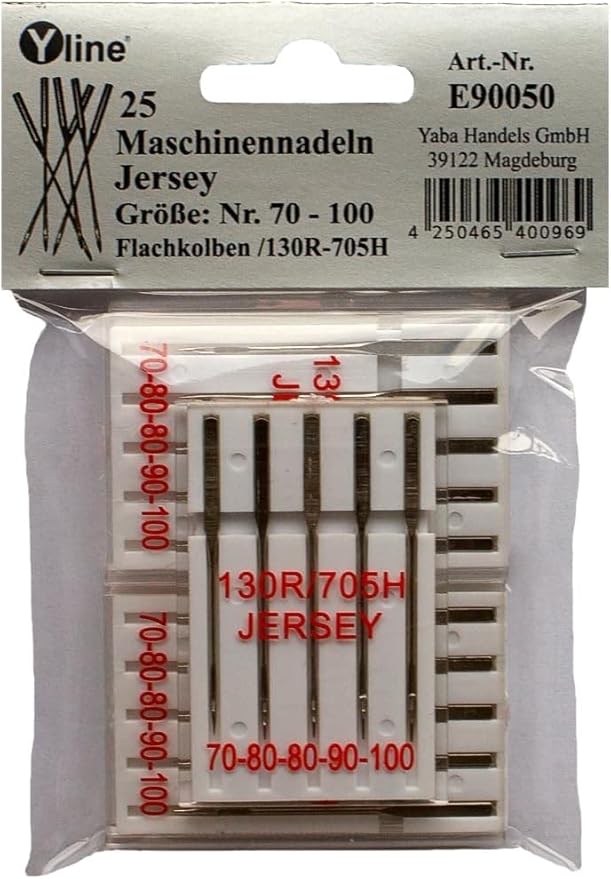 Yline®
25
Maschinennadeln
Jersey
Größe: Nr. 70 - 100
Flachkolben /130R-705H
Art.-Nr.
E90050
Yaba Handels GmbH
39122 Magdeburg
4 250465 400969
70-80-80-90-100
130
JE
130R/705H
JERSEY
70-80-80-90-100
70-80-80-90-100